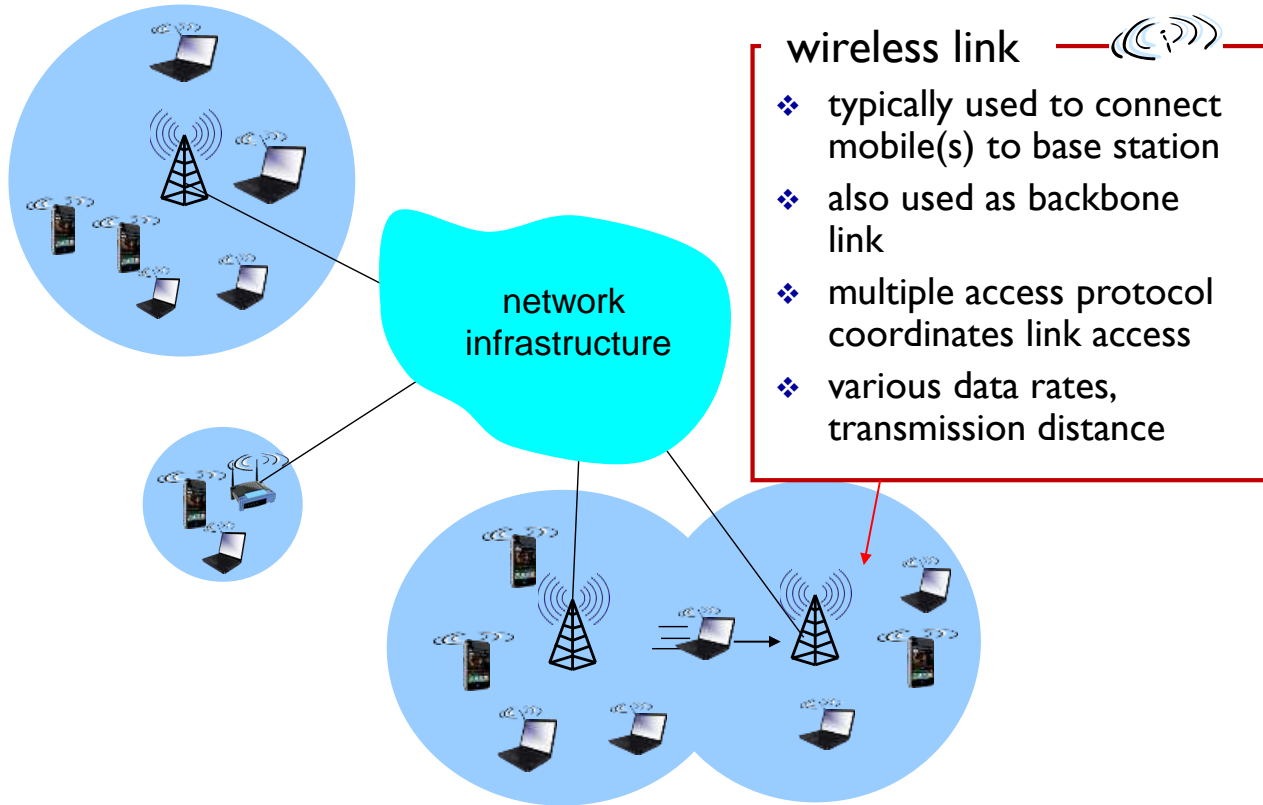 wireless link
❖ typically used to connect
mobile(s) to base station
❖ also used as backbone
link
❖ multiple access protocol
coordinates link access
❖ various data rates,
transmission distance
network
infrastructure